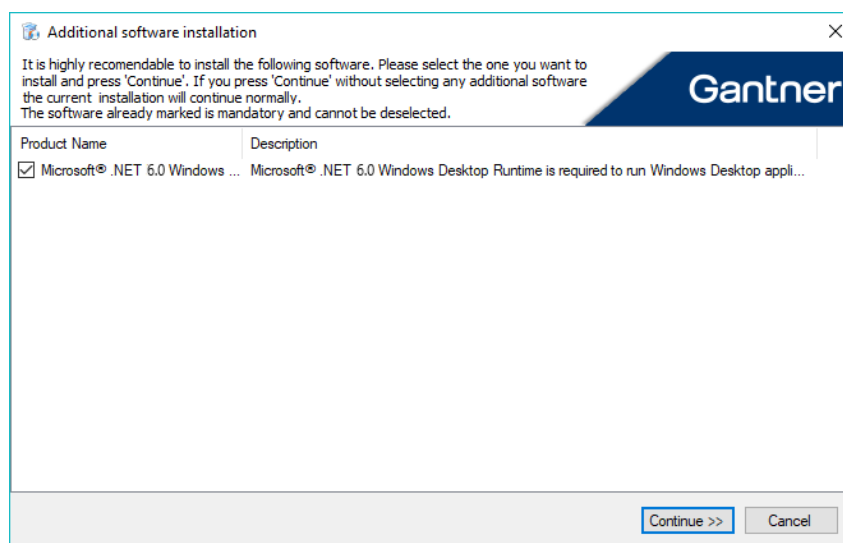 Additional software installation
It is highly recomendable to install the following software. Please select the one you want to
install and press 'Continue'. If you press 'Continue' without selecting any additional software
the current installation will continue normally.
The software already marked is mandatory and cannot be deselected.
Gantner
Product Name Description
Microsoft® .NET 6.0 Windows ... Microsoft® .NET 6.0 Windows Desktop Runtime is required to run Windows Desktop appli...
Continue >> Cancel